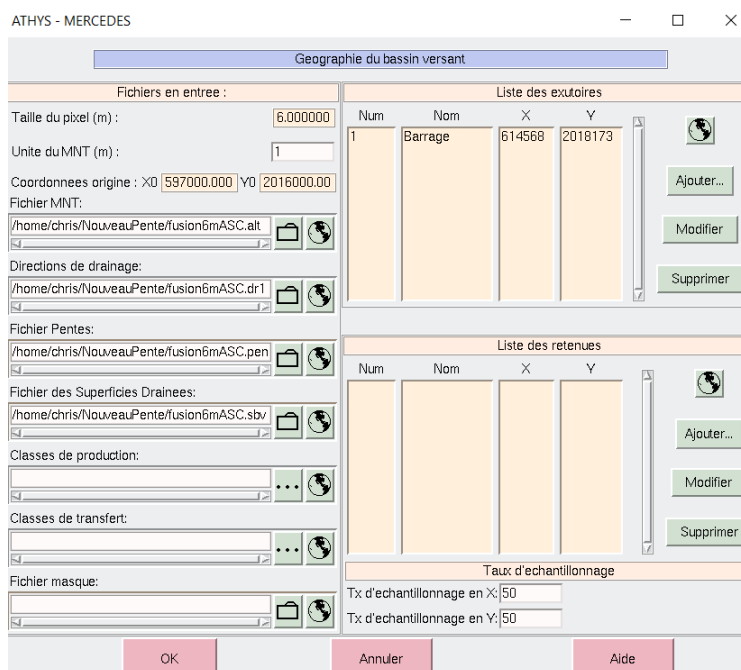 ATHYS - MERCEDES
Geographie du bassin versant
Fichiers en entree :
Taille du pixel (m) : 6.000000
Unite du MNT (m) : 1
Coordonnees origine : X0 597000.000 Y0 2016000.00
Fichier MNT:
/home/chris/NouveauPente/fusion6mASC.alt
Directions de drainage:
/home/chris/NouveauPente/fusion6mASC.dr1
Fichier Pentes:
/home/chris/NouveauPente/fusion6mASC.pen
Fichier des Superficies Drainees:
/home/chris/NouveauPente/fusion6mASC.sbv
Classes de production:
...
Classes de transfert:
...
Fichier masque:
Liste des exutoires
Num Nom X Y
1 Barrage 614568 2018173
Ajouter...
Modifier
Supprimer
Liste des retenues
Num Nom X Y
Ajouter...
Modifier
Supprimer
Taux d'echantillonnage
Tx d'echantillonnage en X: 50
Tx d'echantillonnage en Y: 50
OK Annuler Aide